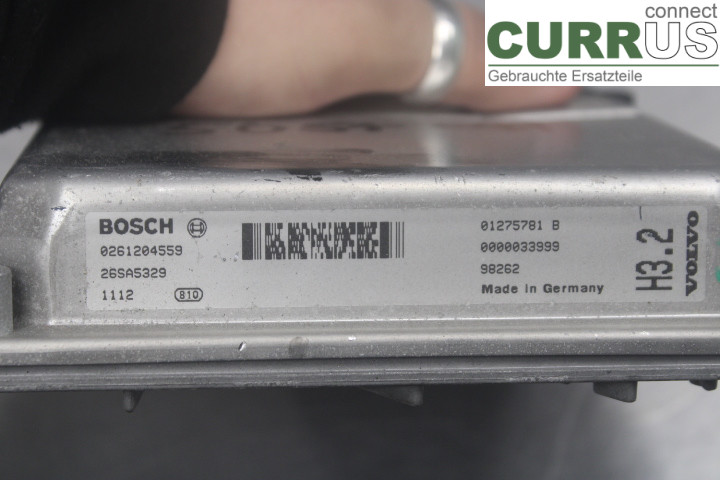 connect
CURRUS
Gebrauchte Ersatzteile
BOSCH
0261204559
26SA5329
1112 B10
01275781 B
0000033999
98262
Made in Germany
H3.2
VOLVO